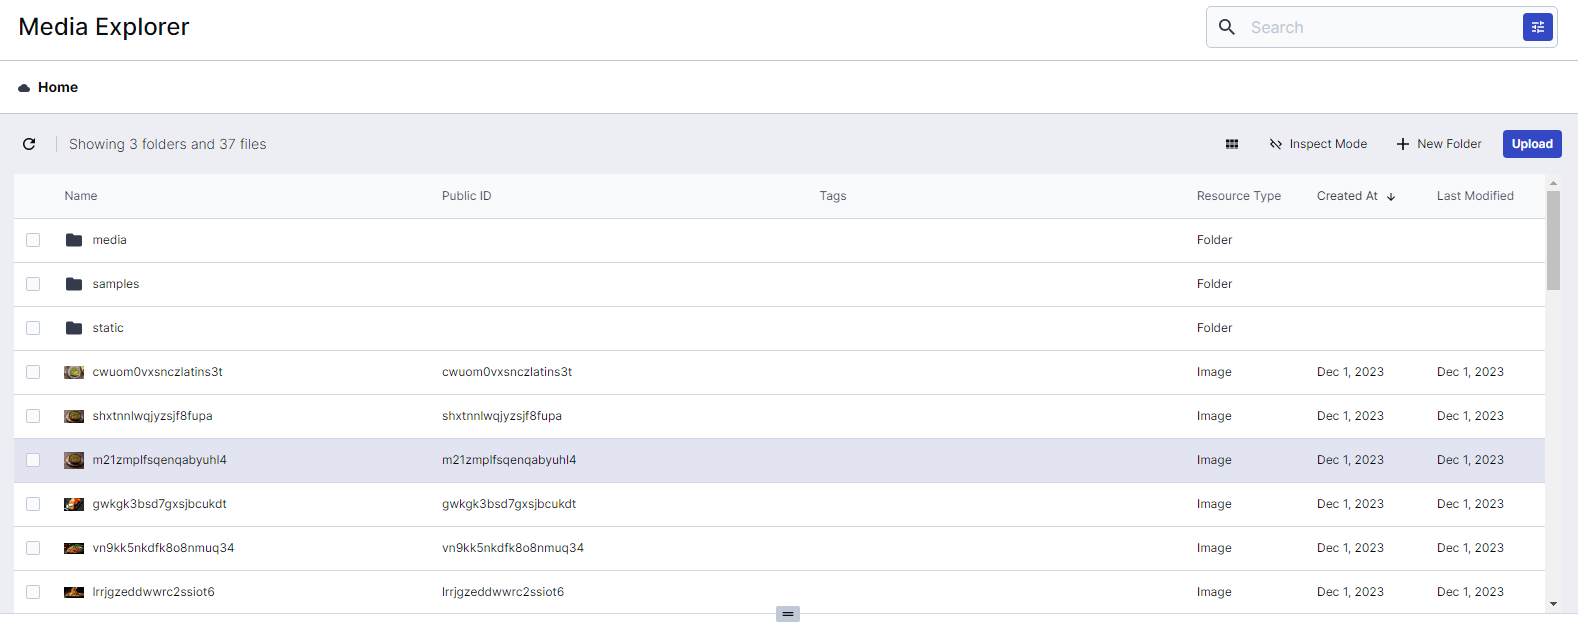 Media Explorer
Search
Home
Showing 3 folders and 37 files
Inspect Mode
New Folder
Upload
Name Public ID Tags Resource Type Created At Last Modified
media Folder
samples Folder
static Folder
cwuom0vxsnczlatins3t cwuom0vxsnczlatins3t Image Dec 1, 2023 Dec 1, 2023
shxtnnlwqjyzsjf8fupa shxtnnlwqjyzsjf8fupa Image Dec 1, 2023 Dec 1, 2023
m21zmplfsqenqabyuhl4 m21zmplfsqenqabyuhl4 Image Dec 1, 2023 Dec 1, 2023
gwkgk3bsd7gxsjbcukdt gwkgk3bsd7gxsjbcukdt Image Dec 1, 2023 Dec 1, 2023
vn9kk5nkdfk8o8nmuq34 vn9kk5nkdfk8o8nmuq34 Image Dec 1, 2023 Dec 1, 2023
lrrjgzeddwwrc2ssiot6 lrrjgzeddwwrc2ssiot6 Image Dec 1, 2023 Dec 1, 2023